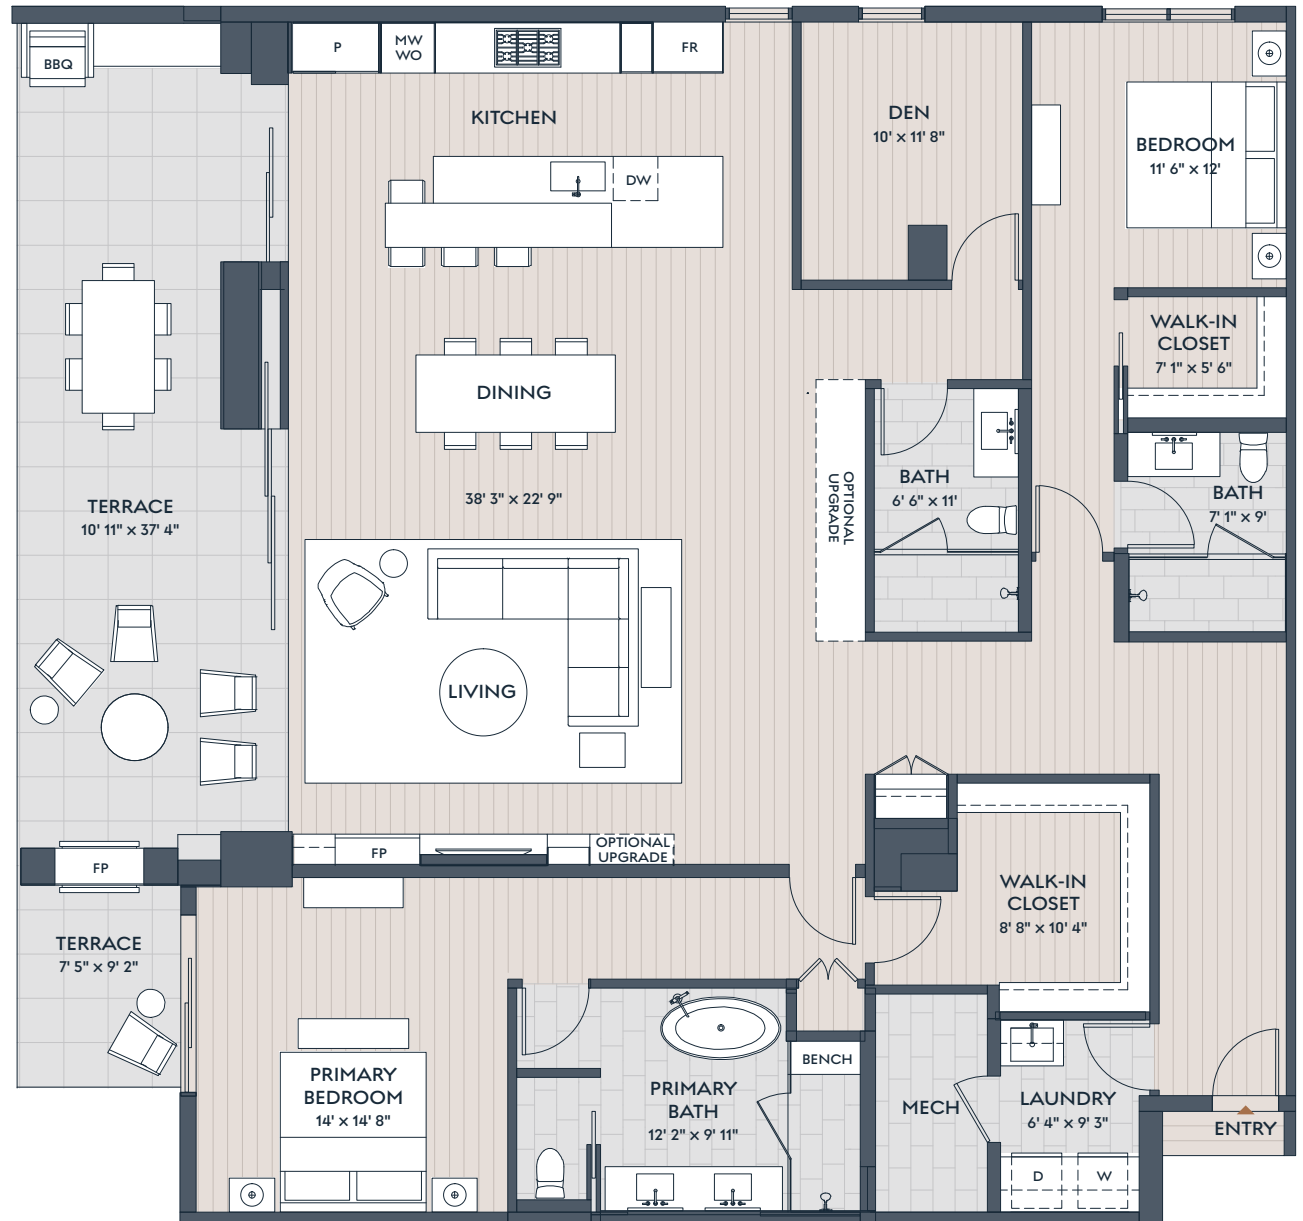 P
MW
WO
FR
BBQ
KITCHEN
DW
DEN
10' x 11' 8"
BEDROOM
11' 6" x 12'
WALK-IN
CLOSET
7' 1" x 5' 6"
DINING
38' 3" x 22' 9"
TERRACE
10' 11" x 37' 4"
OPTIONAL
UPGRADE
BATH
6' 6" x 11'
BATH
7' 1" x 9'
LIVING
FP
OPTIONAL
UPGRADE
FP
WALK-IN
CLOSET
8' 8" x 10' 4"
TERRACE
7' 5" x 9' 2"
PRIMARY
BEDROOM
14' x 14' 8"
PRIMARY
BATH
12' 2" x 9' 11"
BENCH
MECH
LAUNDRY
6' 4" x 9' 3"
D
W
ENTRY